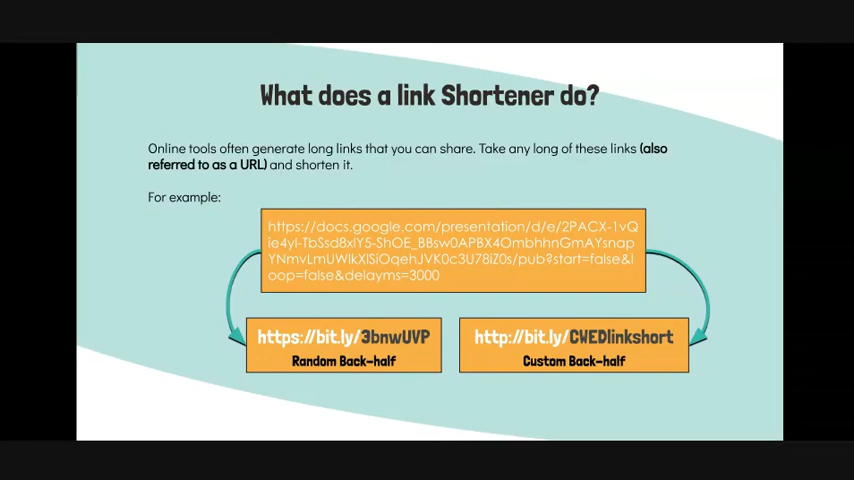 What does a link Shortener do?
Online tools often generate long links that you can share. Take any long of these links (also
referred to as a URL) and shorten it.
For example:
https://docs.google.com/presentation/d/e/2PACX-1vQ
ie4yI-TbSsd8xlY5-ShOE_BBsw0APBX4OmbhhnGmAYsnap
YNmvLmUWlkXlSiOqehJVK0c3U78iZ0s/pub?start=false&l
oop=false&delayms=3000
https://bit.ly/3bnwUVP
Random Back-half
http://bit.ly/CWEDlinkshort
Custom Back-half